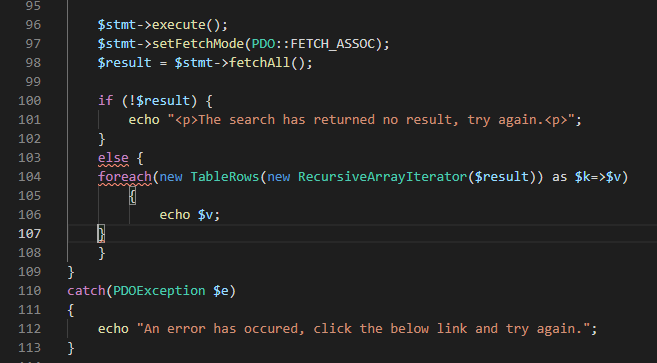 95
96 $stmt->execute();
97 $stmt->setFetchMode(PDO::FETCH_ASSOC);
98 $result = $stmt->fetchAll();
99
100 if (!$result) {
101 echo "<p>The search has returned no result, try again.<p>";
102 }
103 else {
104 foreach(new TableRows(new RecursiveArrayIterator($result)) as $k=>$v)
105 {
106 echo $v;
107 }
108 }
109 }
110 catch(PDOException $e)
111 {
112 echo "An error has occured, click the below link and try again.";
113 }